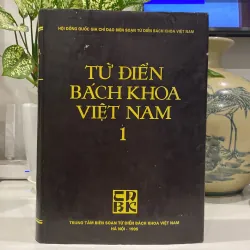 HỘI ĐỒNG QUỐC GIA CHỈ ĐẠO BIÊN SOẠN TỪ ĐIỂN BÁCH KHOA VIỆT NAM
TỪ ĐIỂN
BÁCH KHOA
VIỆT NAM
1
BK
TRUNG TÂM BIÊN SOẠN TỪ ĐIỂN BÁCH KHOA VIỆT NAM
HÀ NỘI - 1995